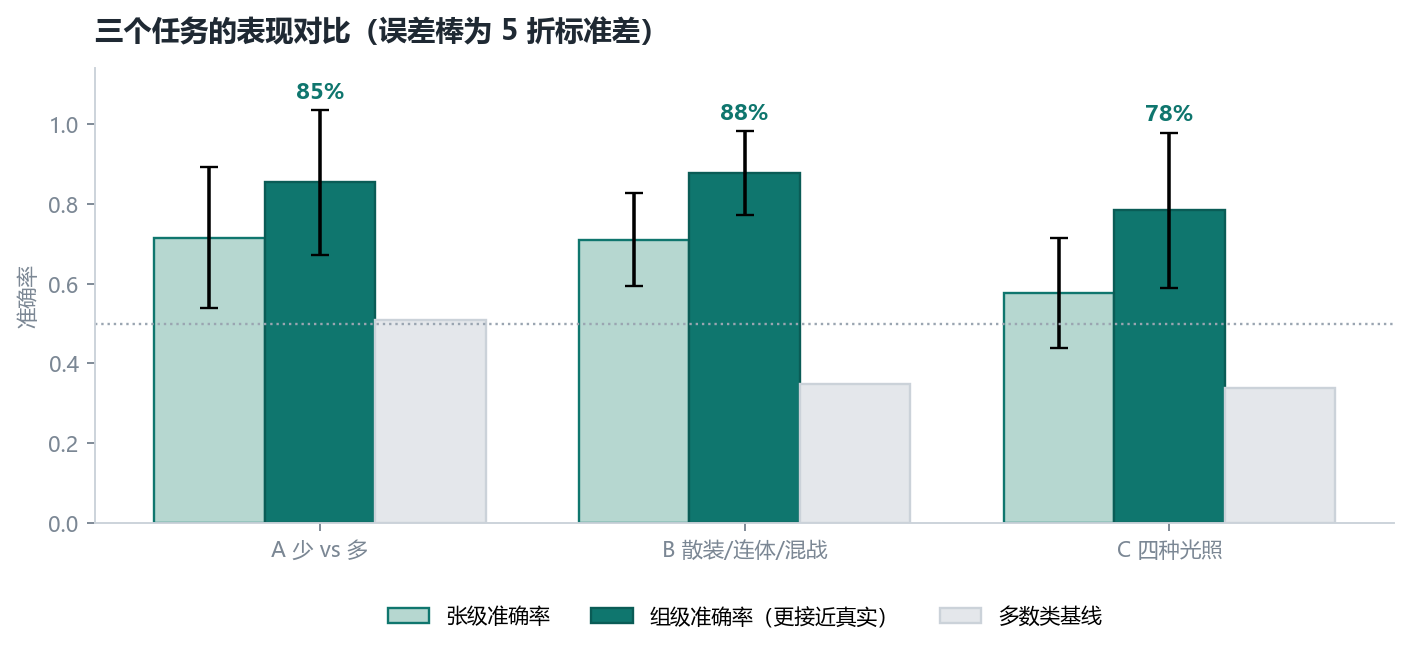 三个任务的表现对比（误差棒为 5 折标准差）
85%
88%
78%
1.0
0.8
0.6
0.4
0.2
0.0
准确率
A 少 vs 多
B 散装/连体/混战
C 四种光照
张级准确率
组级准确率（更接近真实）
多数类基线